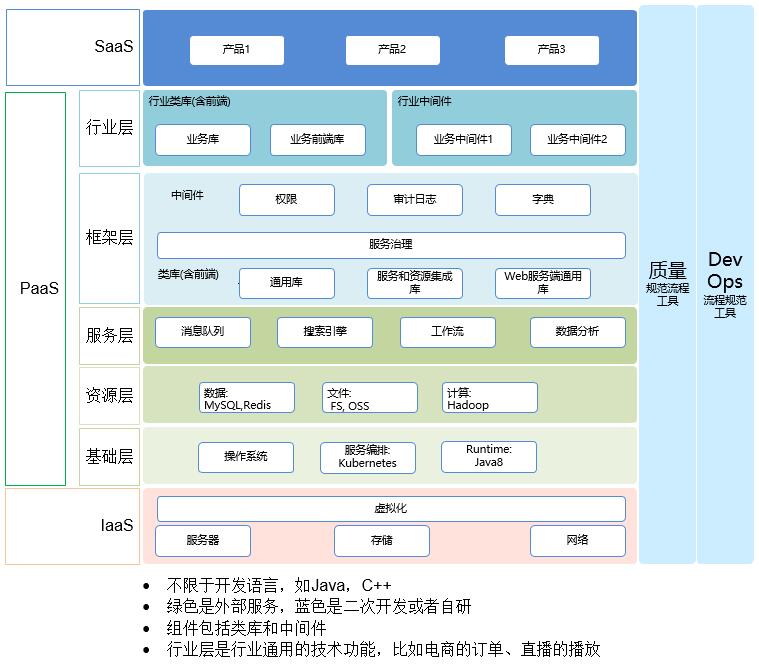 SaaS
产品1
产品2
产品3
PaaS
行业层
行业类库(含前端)
业务库
业务前端库
行业中间件
业务中间件1
业务中间件2
框架层
中间件
权限
审计日志
字典
服务治理
类库(含前端)
通用库
服务和资源集成
库
Web服务端通用
库
服务层
消息队列
搜索引擎
工作流
数据分析
资源层
数据:
MySQL,Redis
文件:
FS, OSS
计算:
Hadoop
基础层
操作系统
服务编排:
Kubernetes
Runtime:
Java8
IaaS
虚拟化
服务器
存储
网络
质量
规范流程
工具
Dev
Ops
流程规范
工具
• 不限于开发语言，如Java，C++
• 绿色是外部服务，蓝色是二次开发或者自研
• 组件包括类库和中间件
• 行业层是行业通用的技术功能，比如电商的订单、直播的播放